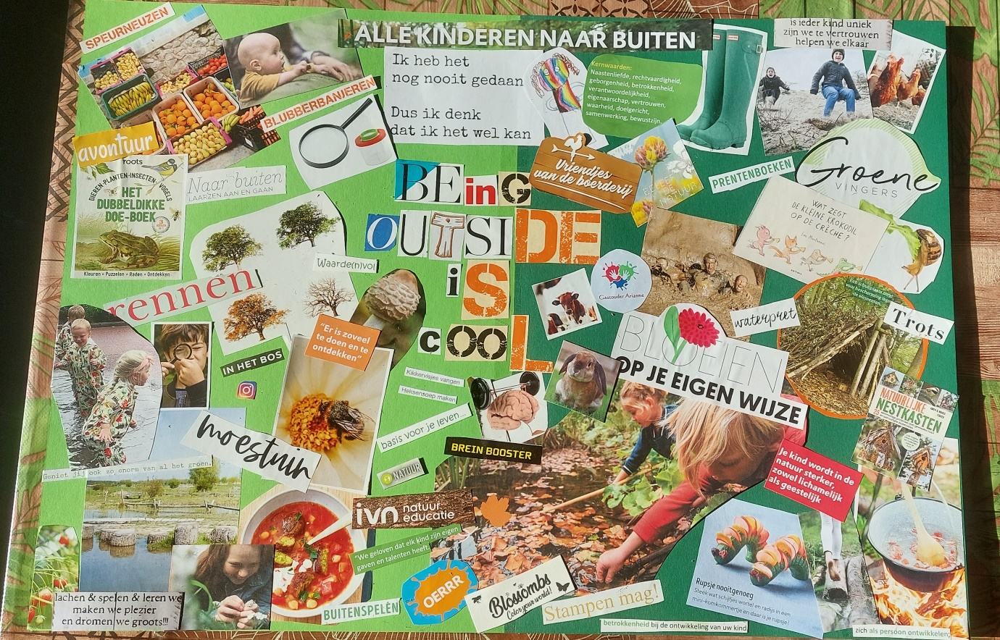 SPEURNEUZEN
ALLE KINDEREN NAAR BUITEN
is ieder kind uniek
zijn we te vertrouwen
helpen we elkaar
Ik heb het
nog nooit gedaan
Dus ik denk
dat ik het wel kan
Kernwaarden:
Naastenliefde, rechtvaardigheid,
geborgenheid, betrokkenheid,
verantwoordelijkheid,
eigenaarschap, vertrouwen,
waarheid, doelgericht,
samenwerking, bewustzijn.
BLUBBERBANJEREN
avontuur
roots
DIEREN-PLANTEN-INSECTEN-VOGELS
HET
DUBBELDIKKE
DOE-BOEK
Kleuren • Puzzelen • Raden • Ontdekken
Naar buiten
LAARZEN AAN EN GAAN
BEinG
OUTSIDE
iS
cOOL
Vriendjes
van de boerderij
NATUUR
PRENTENBOEKEN
Groene
VINGERS
WAT ZEGT
DE KLEINE KROKODIL
OP DE CRÈCHE?
Waarde(n)vol
Gastouder Arianne
rennen
"Er is zoveel
te doen en te
ontdekken"
IN HET BOS
waterpret
Trots
BLOEIEN
OP JE EIGEN WIJZE
Kikkervisjes vangen
Heksensoep maken
basis voor je leven...
BREIN BOOSTER
NATUUR
NATUURLIJKE
NESTKASTEN
moestuin
Geniet jij ook zo enorm van al het groen.
Je kind wordt in de
natuur sterker,
zowel lichamelijk
als geestelijk
ivn natuur
educatie
"We geloven dat elk kind zijn eigen
gaven en talenten heeft."
OERRR
Blossombs
Color your world!
Stampen mag!
BUITENSPELEN
Rupsje nooitgenoeg
Steek wat schijfjes wortel en radijs in een
mini-komkommertje en daar is je rupsje!
lachen & spelen & leren we
maken we plezier
en dromen we groots!!!
betrokkenheid bij de ontwikkeling van uw kind
zich als persoon ontwikkelen;